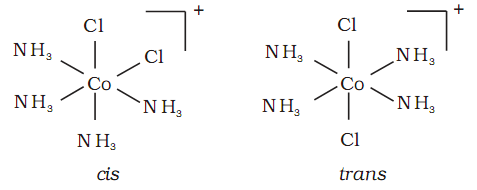 Cl + Cl +
NH₃ Cl NH₃ NH₃
Co Co
NH₃ NH₃ NH₃ NH₃
NH₃ Cl
cis trans